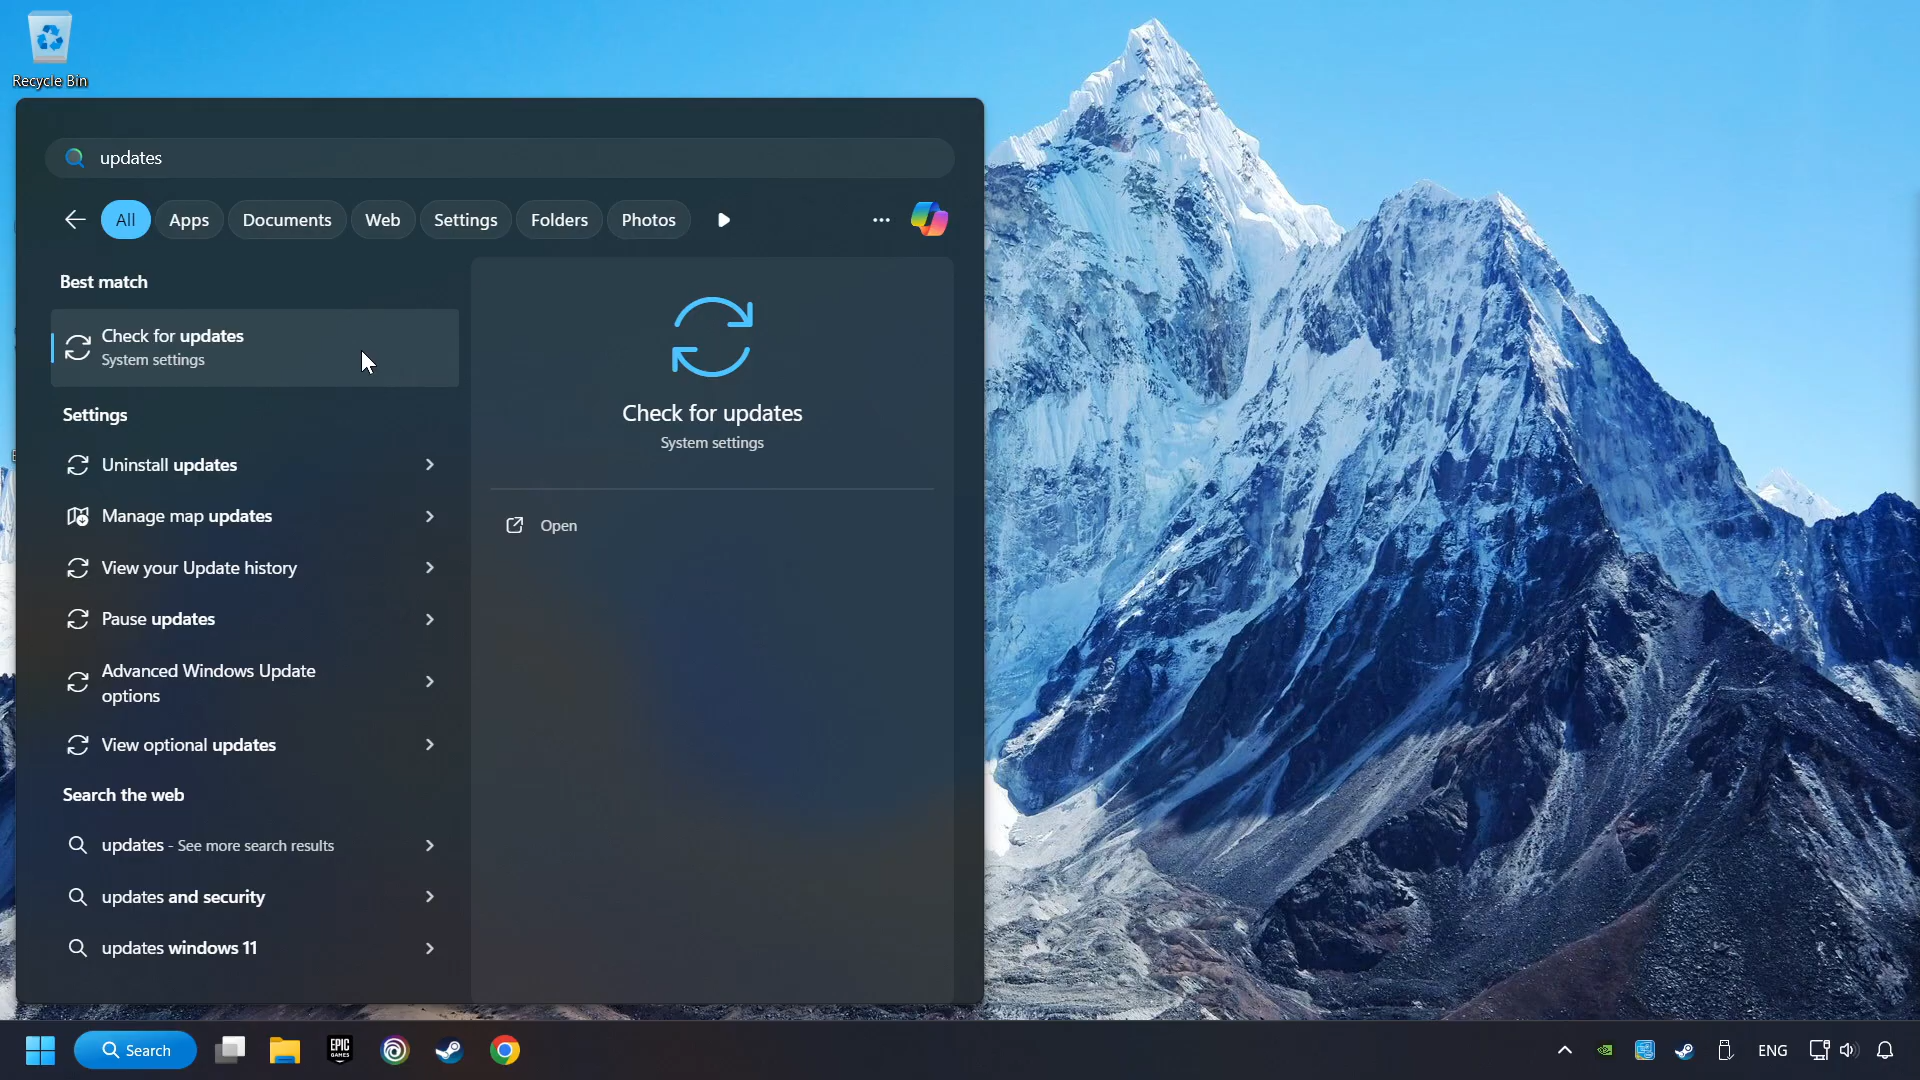 Recycle Bin
updates
All Apps Documents Web Settings Folders Photos
Best match
Check for updates
System settings
Settings
Uninstall updates
Manage map updates
View your Update history
Pause updates
Advanced Windows Update
options
View optional updates
Search the web
updates - See more search results
updates and security
updates windows 11
Check for updates
System settings
Open
Search
EPIC
GAMES
ENG